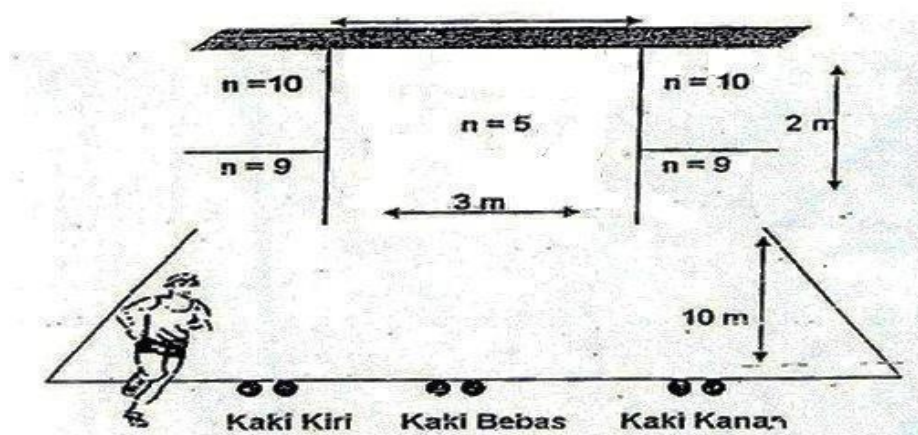 n =10
n = 10
n = 5
2 m
n = 9
n = 9
3 m
10 m
Kaki Kiri
Kaki Bebas
Kaki Kanan